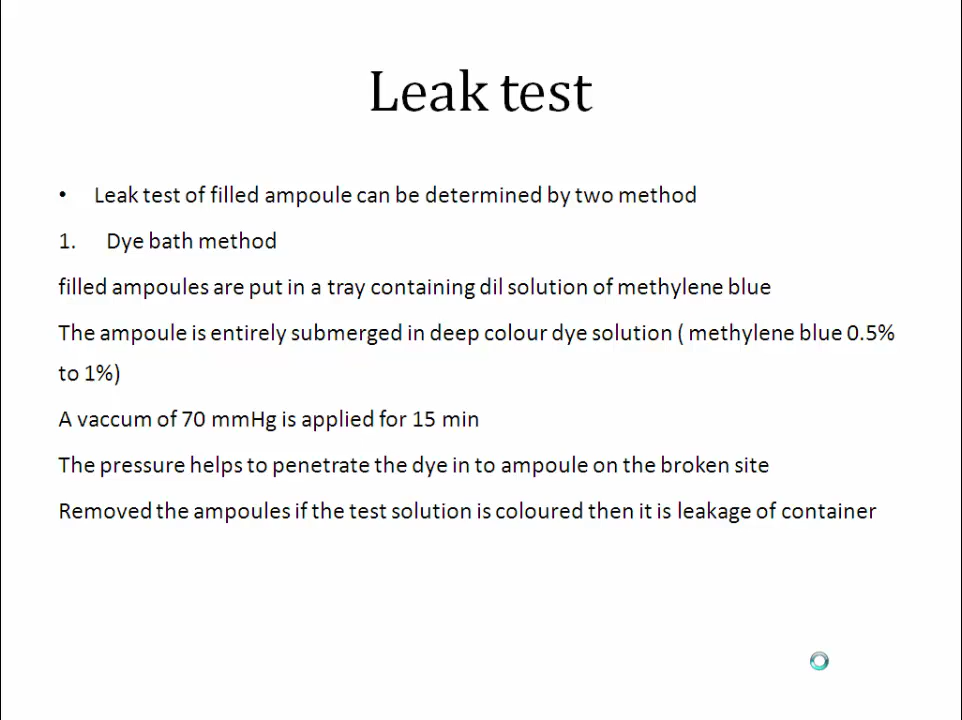 Leak test
• Leak test of filled ampoule can be determined by two method
1. Dye bath method
filled ampoules are put in a tray containing dil solution of methylene blue
The ampoule is entirely submerged in deep colour dye solution ( methylene blue 0.5%
to 1%)
A vaccum of 70 mmHg is applied for 15 min
The pressure helps to penetrate the dye in to ampoule on the broken site
Removed the ampoules if the test solution is coloured then it is leakage of container